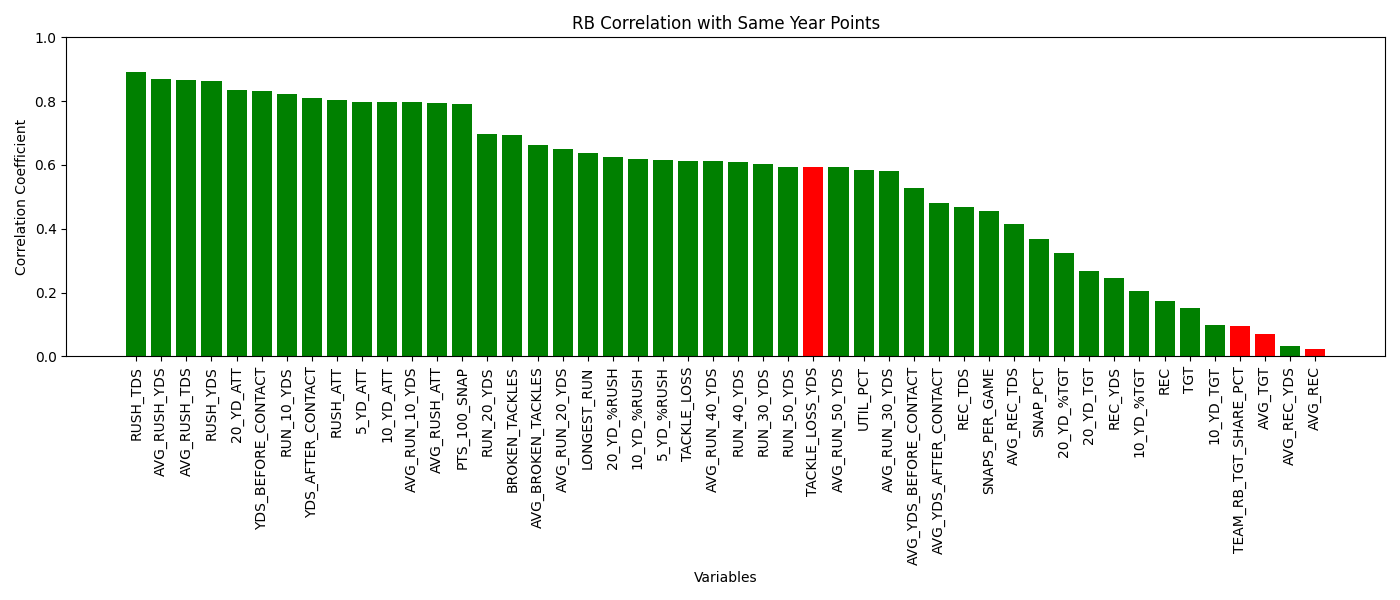 RB Correlation with Same Year Points
Correlation Coefficient
1.0
0.8
0.6
0.4
0.2
0.0
RUSH_TDS
AVG_RUSH_YDS
AVG_RUSH_TDS
RUSH_YDS
20_YD_ATT
YDS_BEFORE_CONTACT
RUN_10_YDS
YDS_AFTER_CONTACT
RUSH_ATT
5_YD_ATT
10_YD_ATT
AVG_RUN_10_YDS
AVG_RUSH_ATT
PTS_100_SNAP
RUN_20_YDS
BROKEN_TACKLES
AVG_BROKEN_TACKLES
AVG_RUN_20_YDS
LONGEST_RUN
20_YD_%RUSH
10_YD_%RUSH
5_YD_%RUSH
TACKLE_LOSS
AVG_RUN_40_YDS
RUN_40_YDS
RUN_30_YDS
RUN_50_YDS
TACKLE_LOSS_YDS
AVG_RUN_50_YDS
UTIL_PCT
AVG_RUN_30_YDS
AVG_YDS_BEFORE_CONTACT
AVG_YDS_AFTER_CONTACT
REC_TDS
SNAPS_PER_GAME
AVG_REC_TDS
SNAP_PCT
20_YD_%TGT
20_YD_TGT
REC_YDS
10_YD_%TGT
REC
TGT
10_YD_TGT
TEAM_RB_TGT_SHARE_PCT
AVG_TGT
AVG_REC_YDS
AVG_REC
Variables